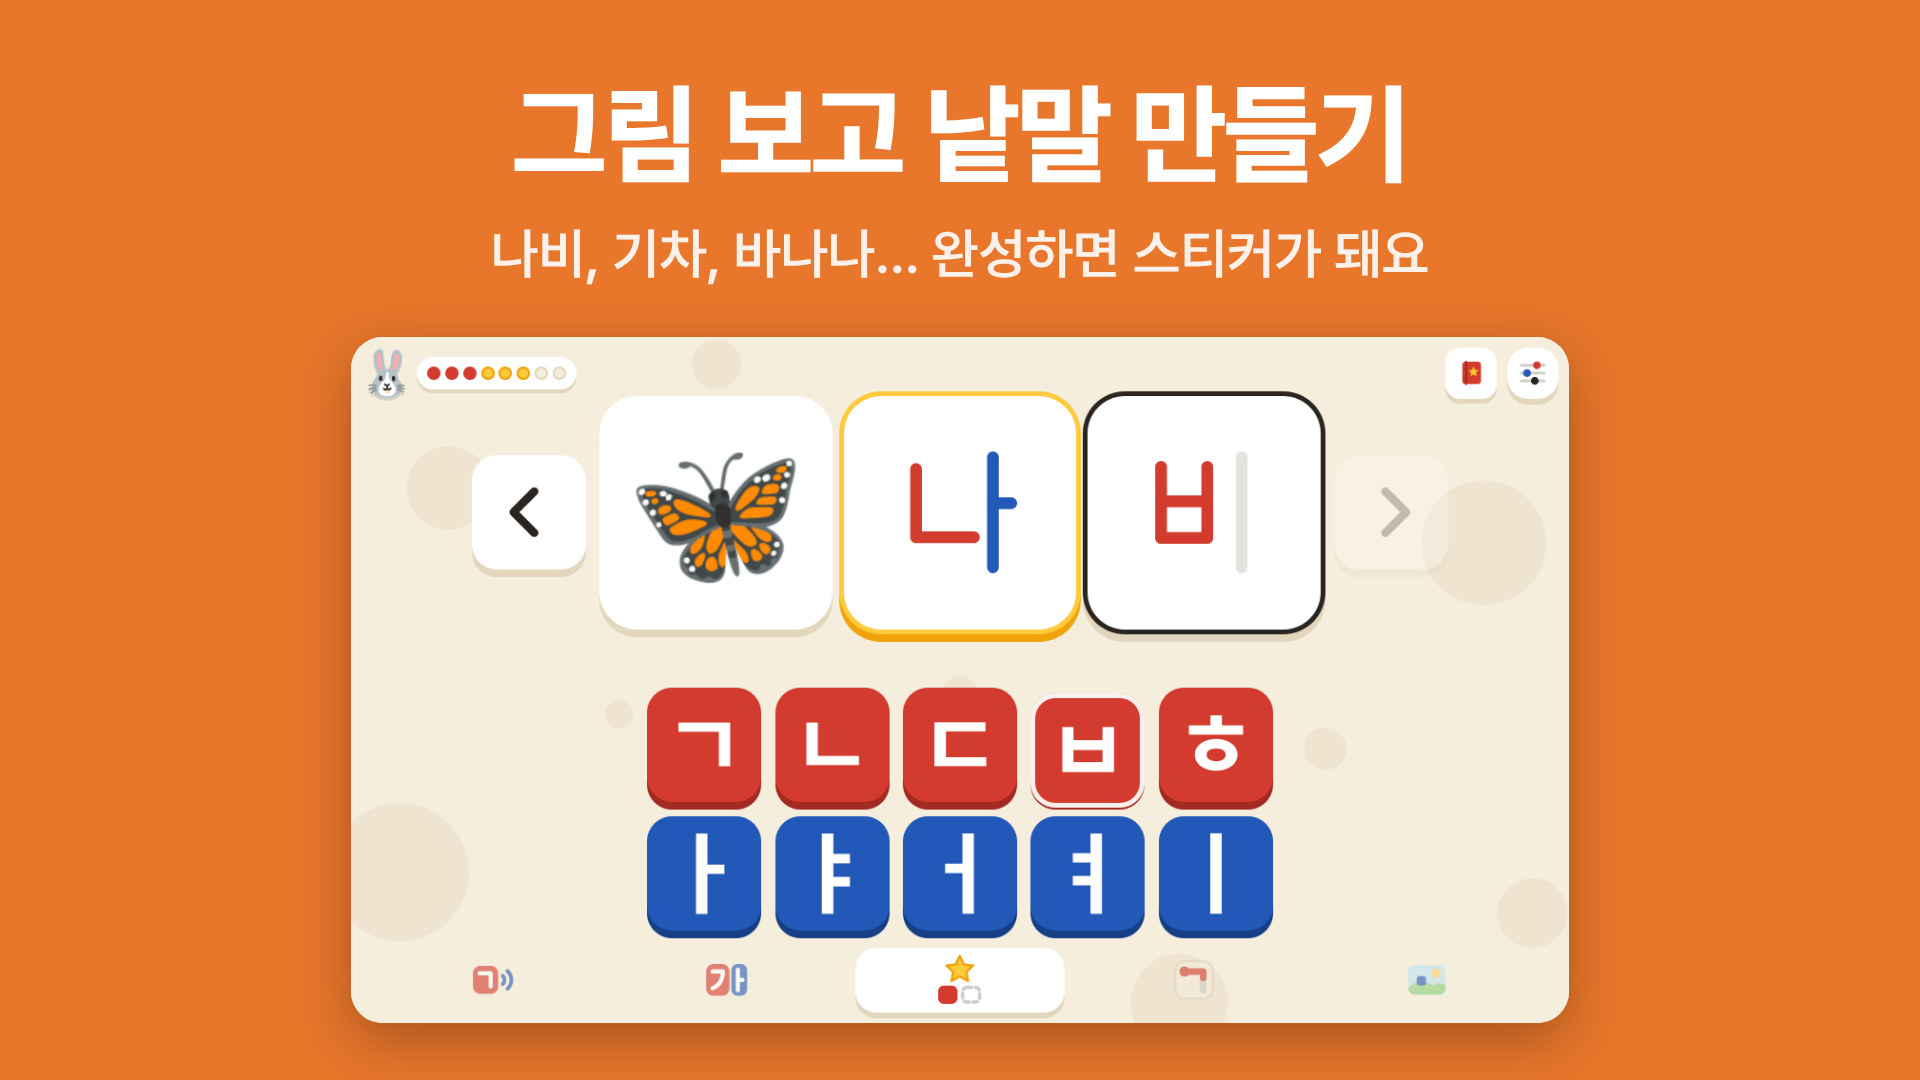 그림 보고 낱말 만들기
나비, 기차, 바나나... 완성하면 스티커가 돼요
나 비
ㄱ ㄴ ㄷ ㅂ ㅎ
ㅏ ㅑ ㅓ ㅕ ㅣ
ㄱ 가 ㄱ